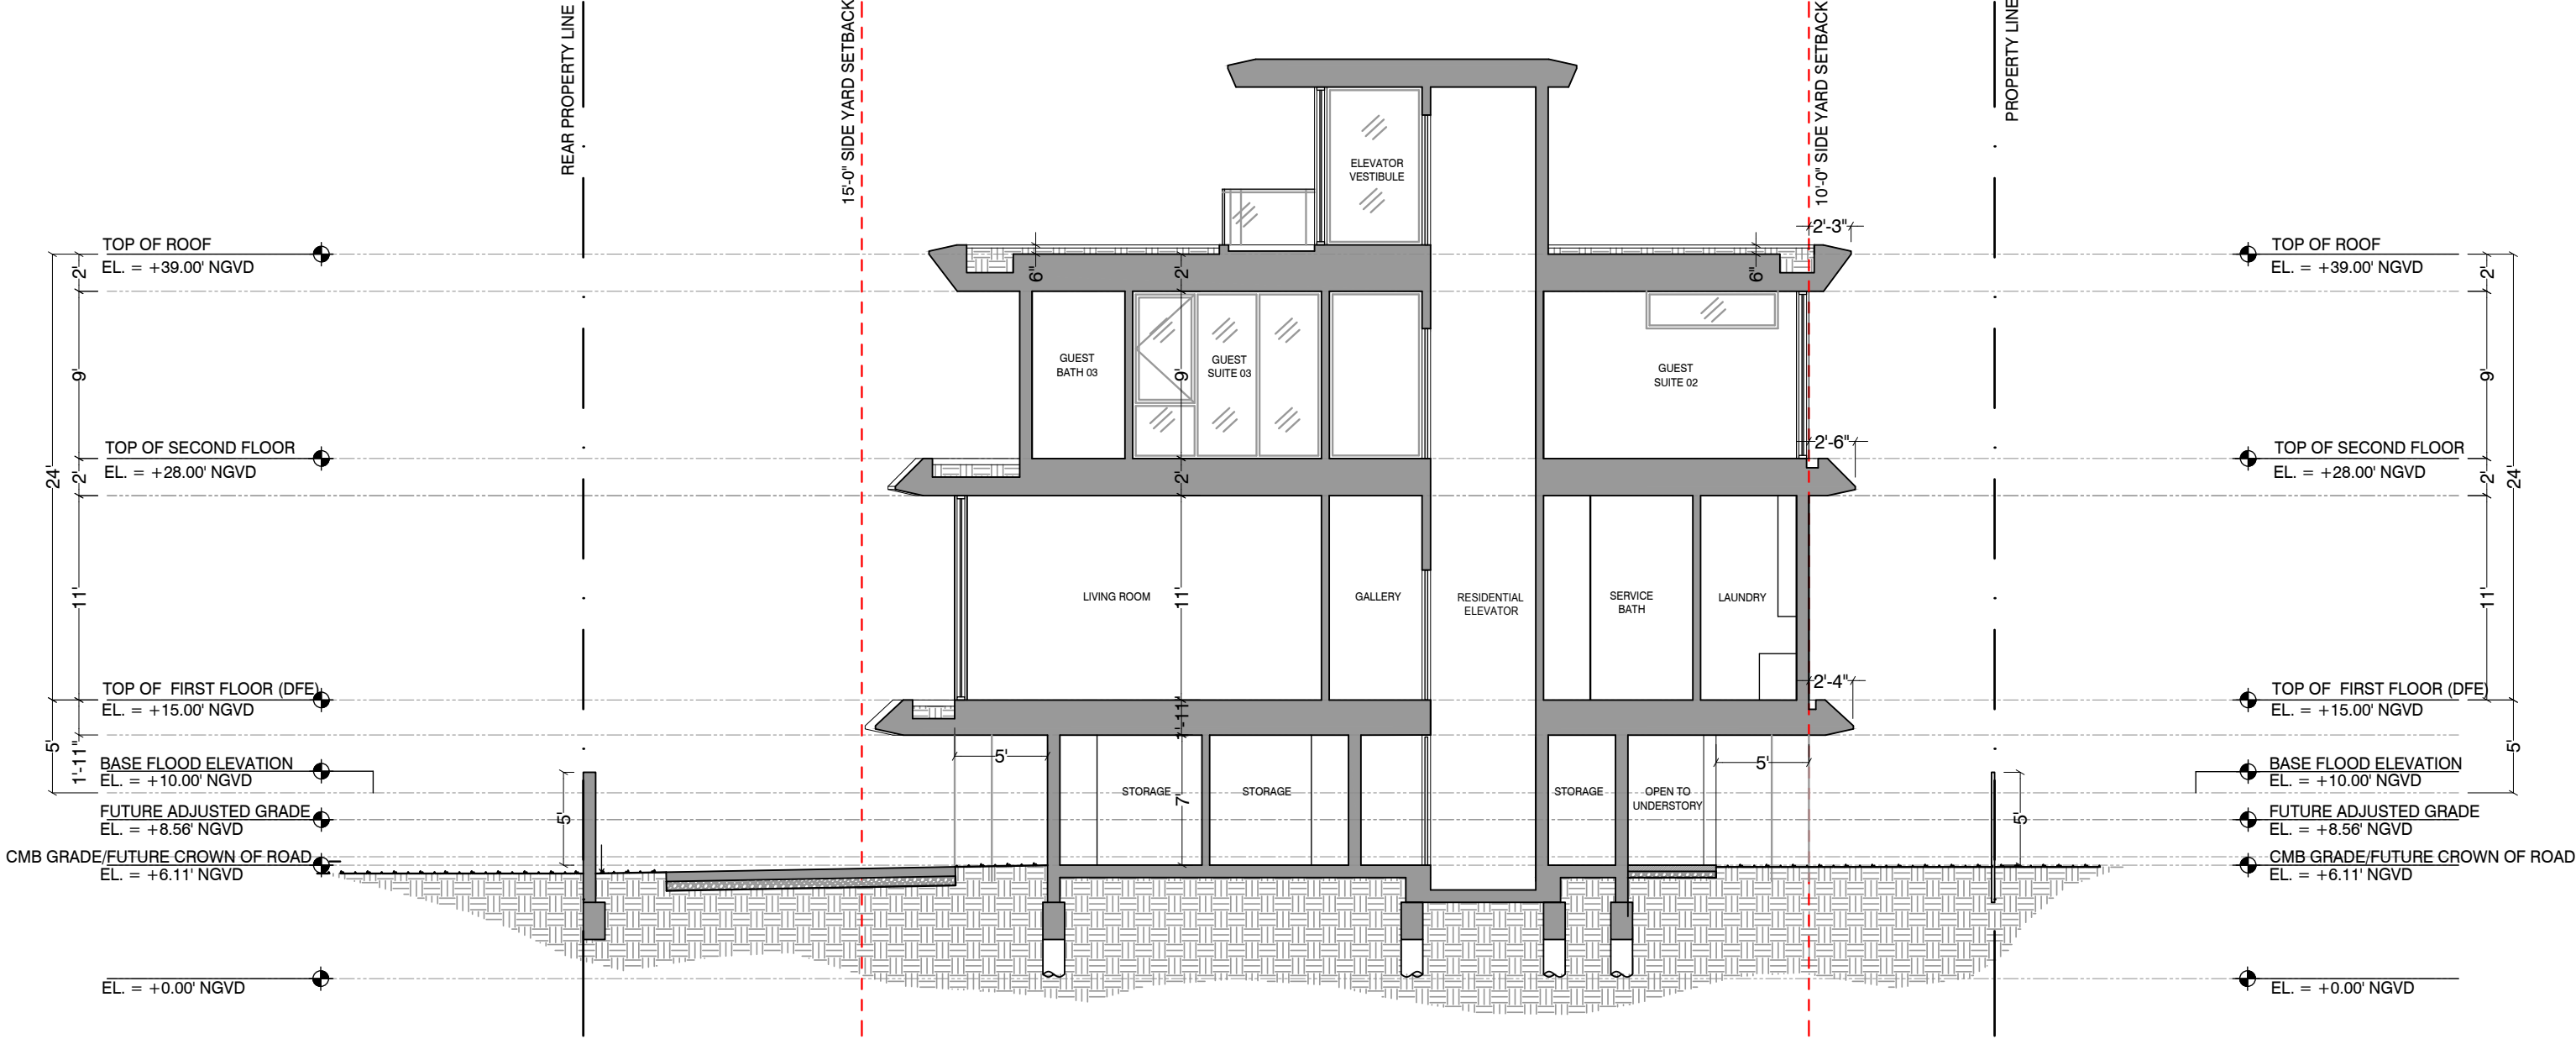 REAR PROPERTY LINE
15'-0" SIDE YARD SETBACK
10'-0" SIDE YARD SETBACK
PROPERTY LINE
ELEVATOR
VESTIBULE
2'-3"
TOP OF ROOF
EL. = +39.00' NGVD
TOP OF ROOF
EL. = +39.00' NGVD
2'
6"
2'
6"
2'
9'
GUEST
BATH 03
9'
GUEST
SUITE 03
GUEST
SUITE 02
9'
2'-6"
TOP OF SECOND FLOOR
EL. = +28.00' NGVD
TOP OF SECOND FLOOR
EL. = +28.00' NGVD
24'
2'
2'
2'
24'
11'
LIVING ROOM
11'
GALLERY
RESIDENTIAL
ELEVATOR
SERVICE
BATH
LAUNDRY
11'
2'-4"
TOP OF FIRST FLOOR (DFE)
EL. = +15.00' NGVD
TOP OF FIRST FLOOR (DFE)
EL. = +15.00' NGVD
1'-11"
5'
1'-11"
5'
5'
5'
BASE FLOOD ELEVATION
EL. = +10.00' NGVD
BASE FLOOD ELEVATION
EL. = +10.00' NGVD
STORAGE
7'
STORAGE
STORAGE
OPEN TO
UNDERSTORY
5'
5'
FUTURE ADJUSTED GRADE
EL. = +8.56' NGVD
FUTURE ADJUSTED GRADE
EL. = +8.56' NGVD
CMB GRADE/FUTURE CROWN OF ROAD
EL. = +6.11' NGVD
CMB GRADE/FUTURE CROWN OF ROAD
EL. = +6.11' NGVD
EL. = +0.00' NGVD
EL. = +0.00' NGVD